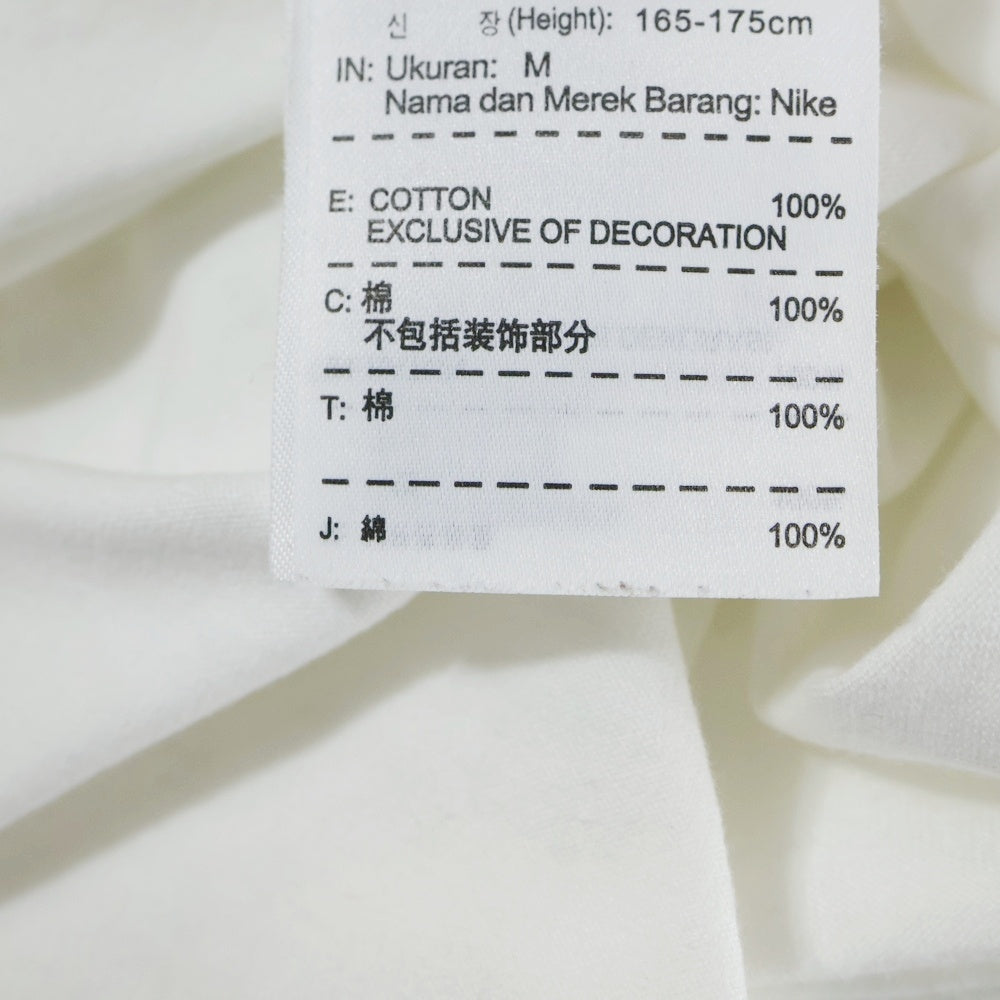 신 장 (Height): 165-175cm
IN: Ukuran: M
Nama dan Merek Barang: Nike
E: COTTON 100%
EXCLUSIVE OF DECORATION
C: 棉 100%
不包括装饰部分
T: 棉 100%
J: 綿 100%